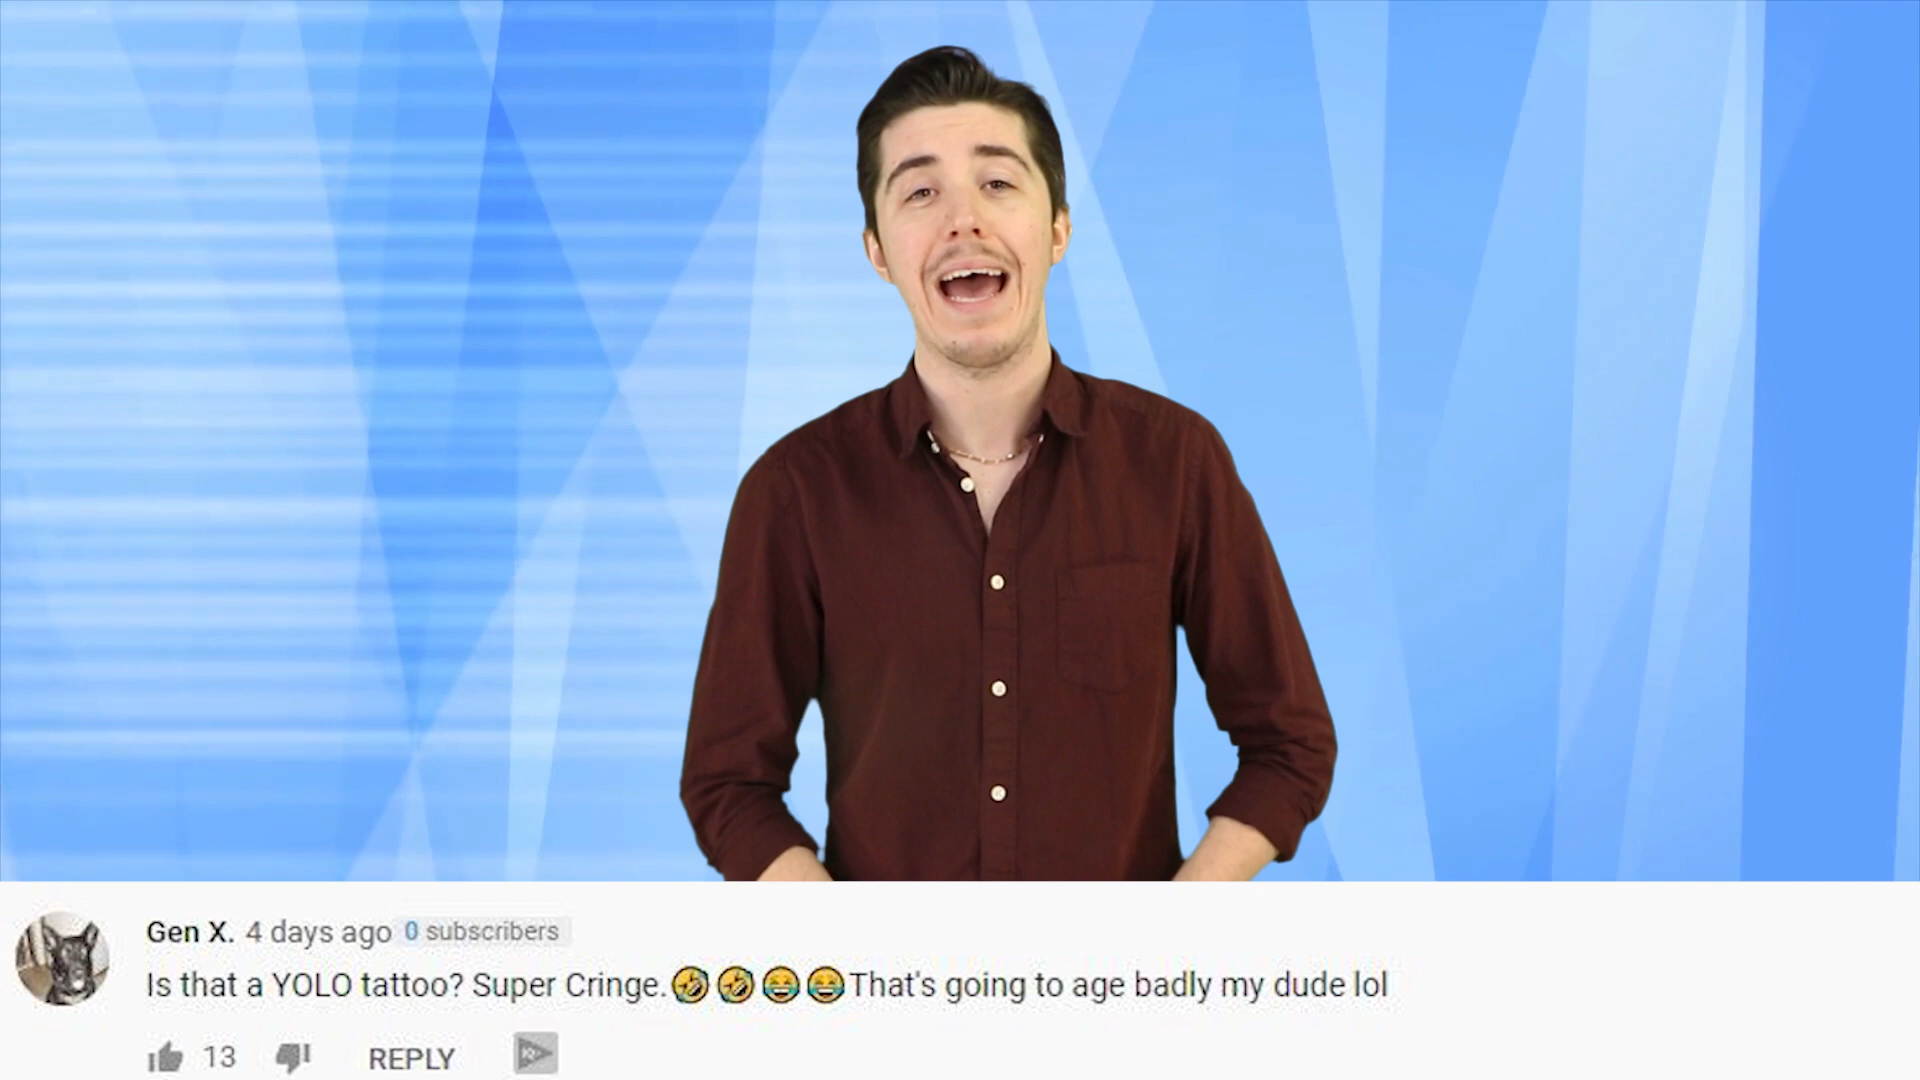 Gen X. 4 days ago 0 subscribers
Is that a YOLO tattoo? Super Cringe.🤣🤣😂😂That's going to age badly my dude lol
13 REPLY